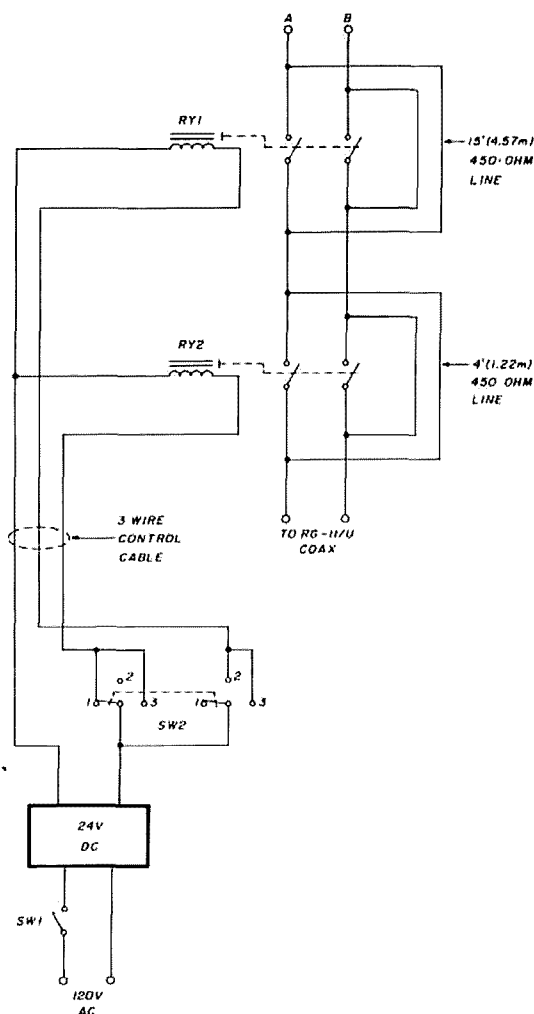 A B
RY1
15'(4.57m)
450-OHM
LINE
RY2
4'(1.22m)
450 OHM
LINE
3 WIRE
CONTROL
CABLE
TO RG-11/U
COAX
2 2
1 3 1 3
SW2
24V
DC
SW1
120V
AC